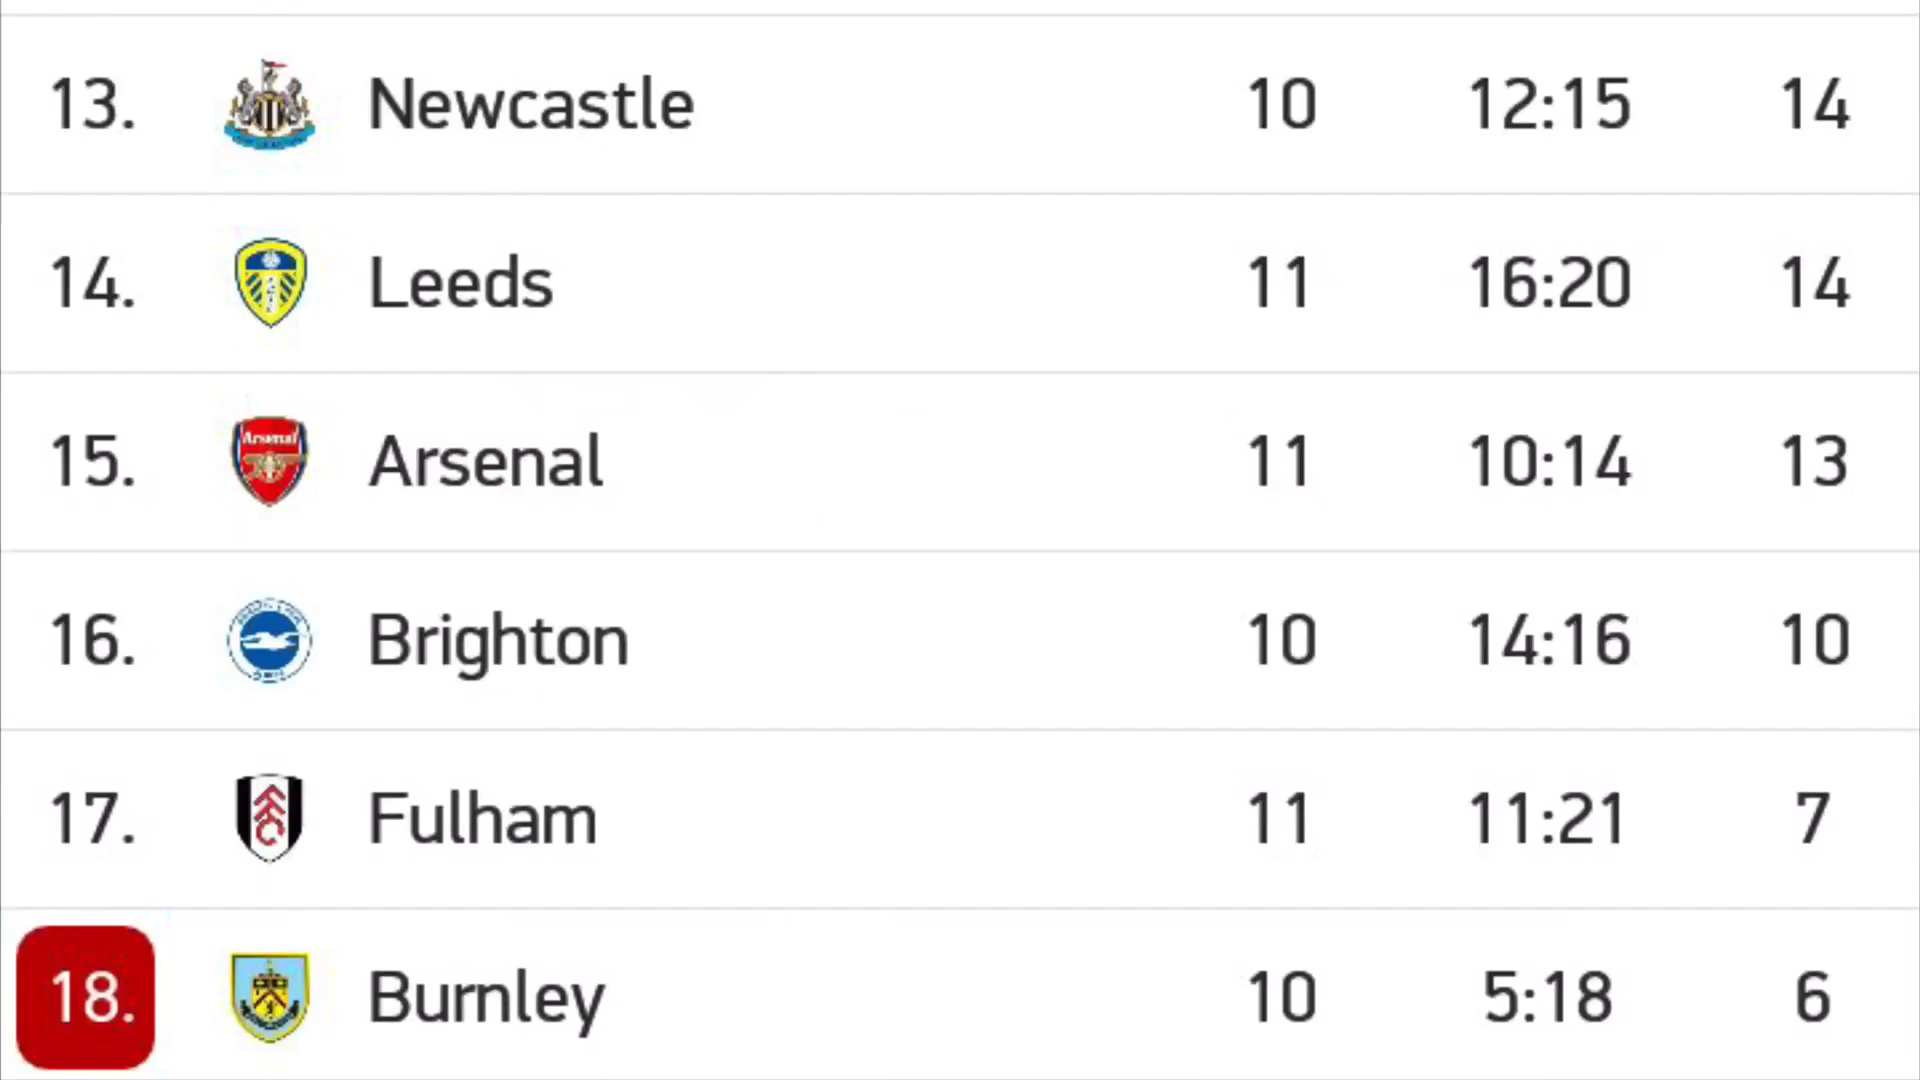 13. Newcastle 10 12:15 14
14. Leeds 11 16:20 14
Arsenal
15. Arsenal 11 10:14 13
16. Brighton 10 14:16 10
17. Fulham 11 11:21 7
18. Burnley 10 5:18 6